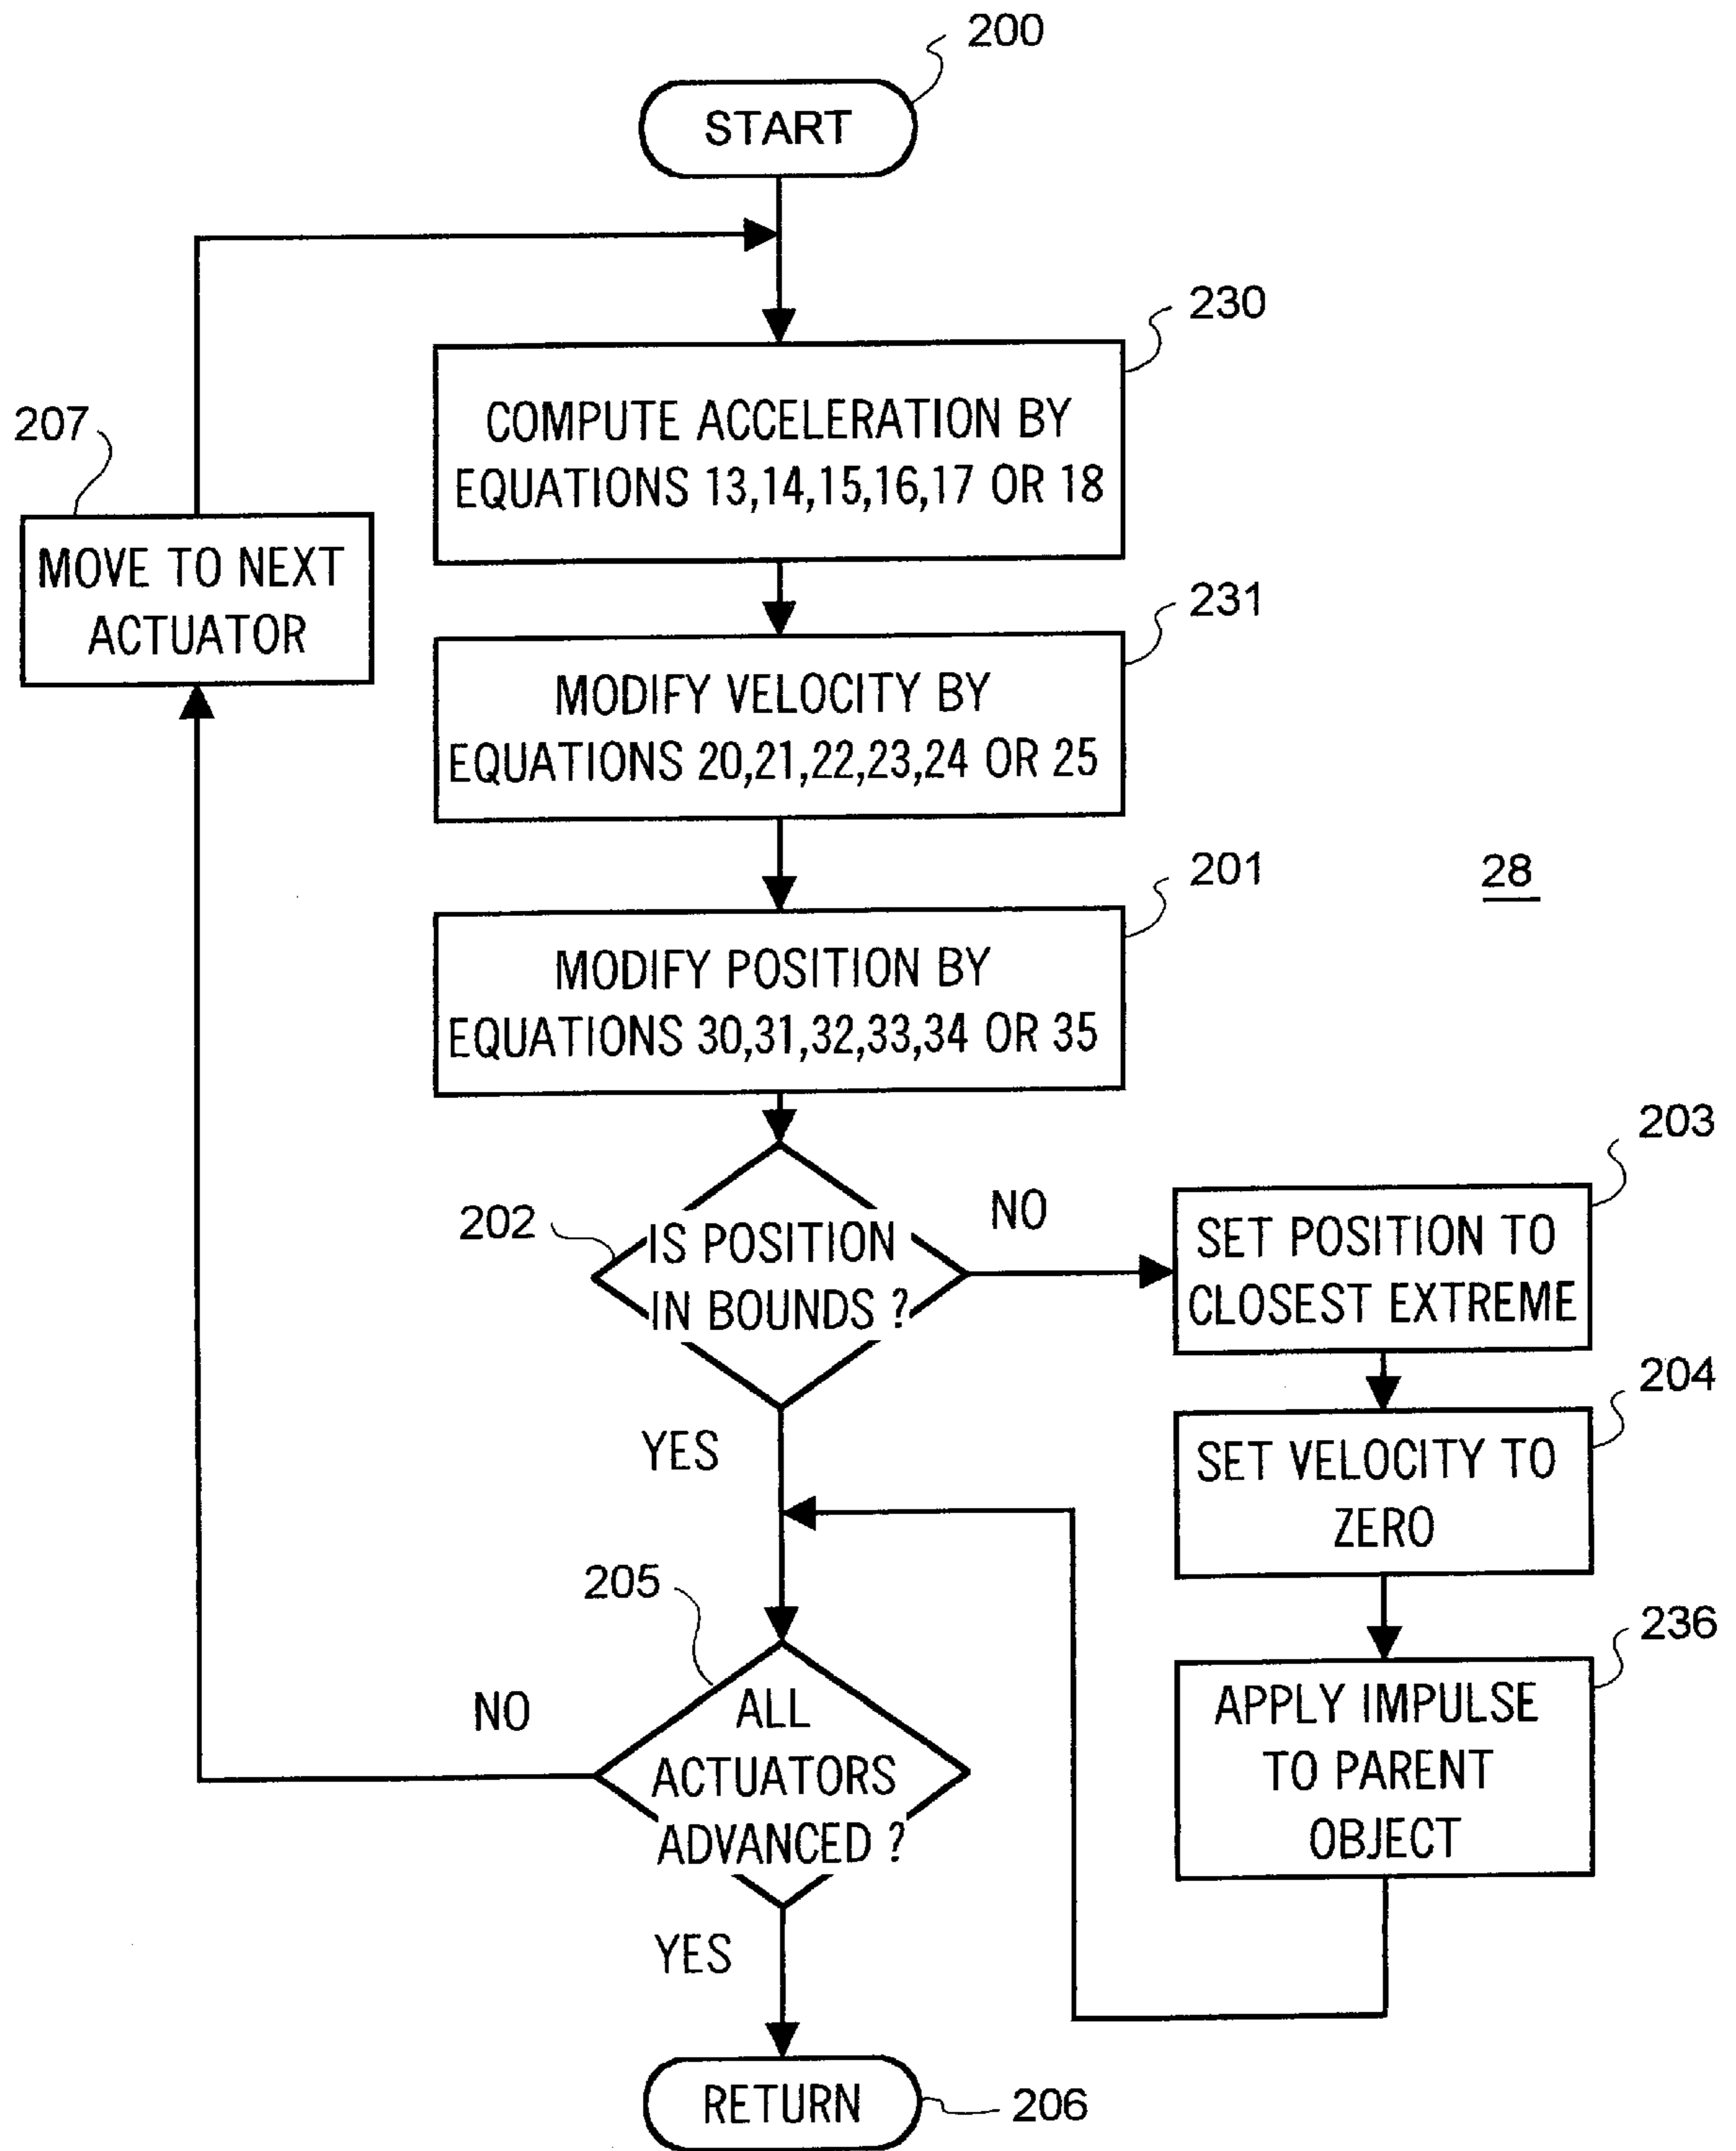 200
START
230
COMPUTE ACCELERATION BY
EQUATIONS 13,14,15,16,17 OR 18
207
MOVE TO NEXT
ACTUATOR
231
MODIFY VELOCITY BY
EQUATIONS 20,21,22,23,24 OR 25
201
28
MODIFY POSITION BY
EQUATIONS 30,31,32,33,34 OR 35
202
IS POSITION
IN BOUNDS ?
NO
203
SET POSITION TO
CLOSEST EXTREME
YES
204
SET VELOCITY TO
ZERO
236
APPLY IMPULSE
TO PARENT
OBJECT
205
ALL
ACTUATORS
ADVANCED ?
NO
YES
RETURN
206